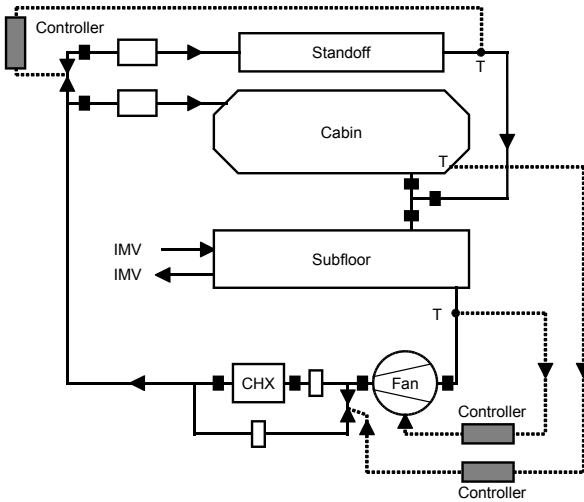 Controller
Standoff
T
Cabin
T
IMV
IMV
Subfloor
T
CHX
Fan
Controller
Controller